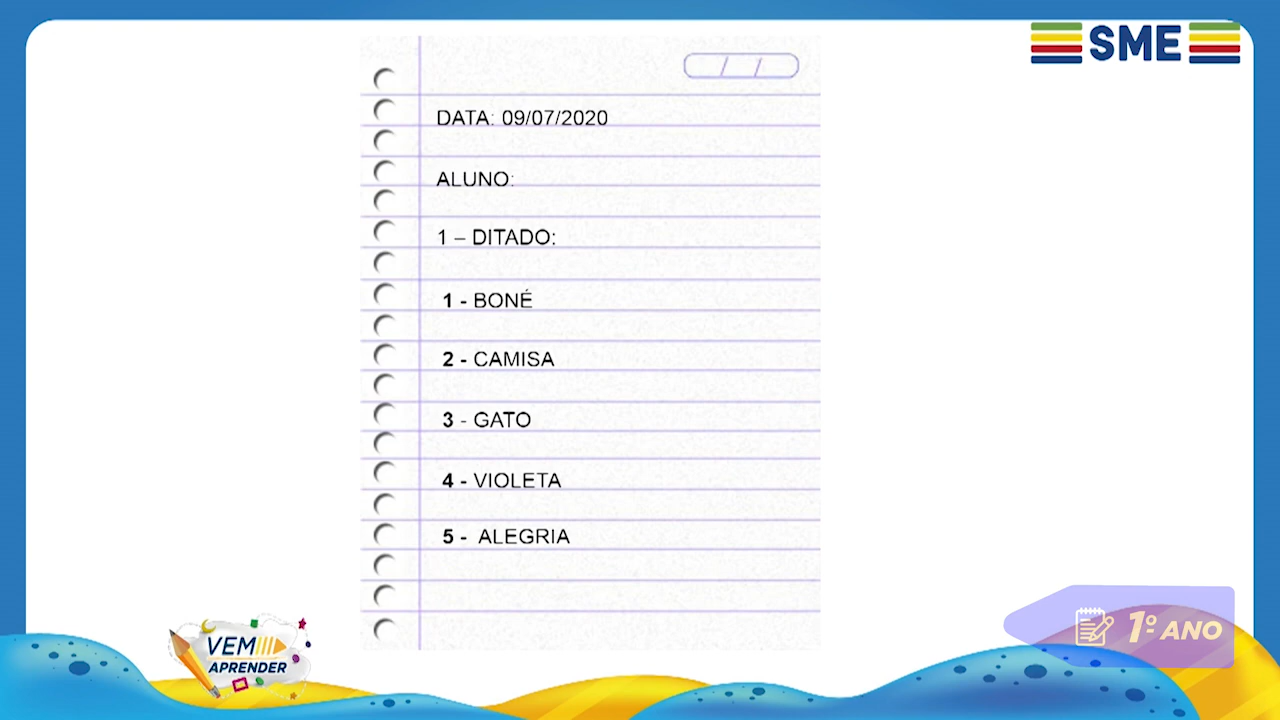 SME
DATA: 09/07/2020
ALUNO:
1 – DITADO:
1 - BONÉ
2 - CAMISA
3 - GATO
4 - VIOLETA
5 - ALEGRIA
VEM
APRENDER
1º ANO